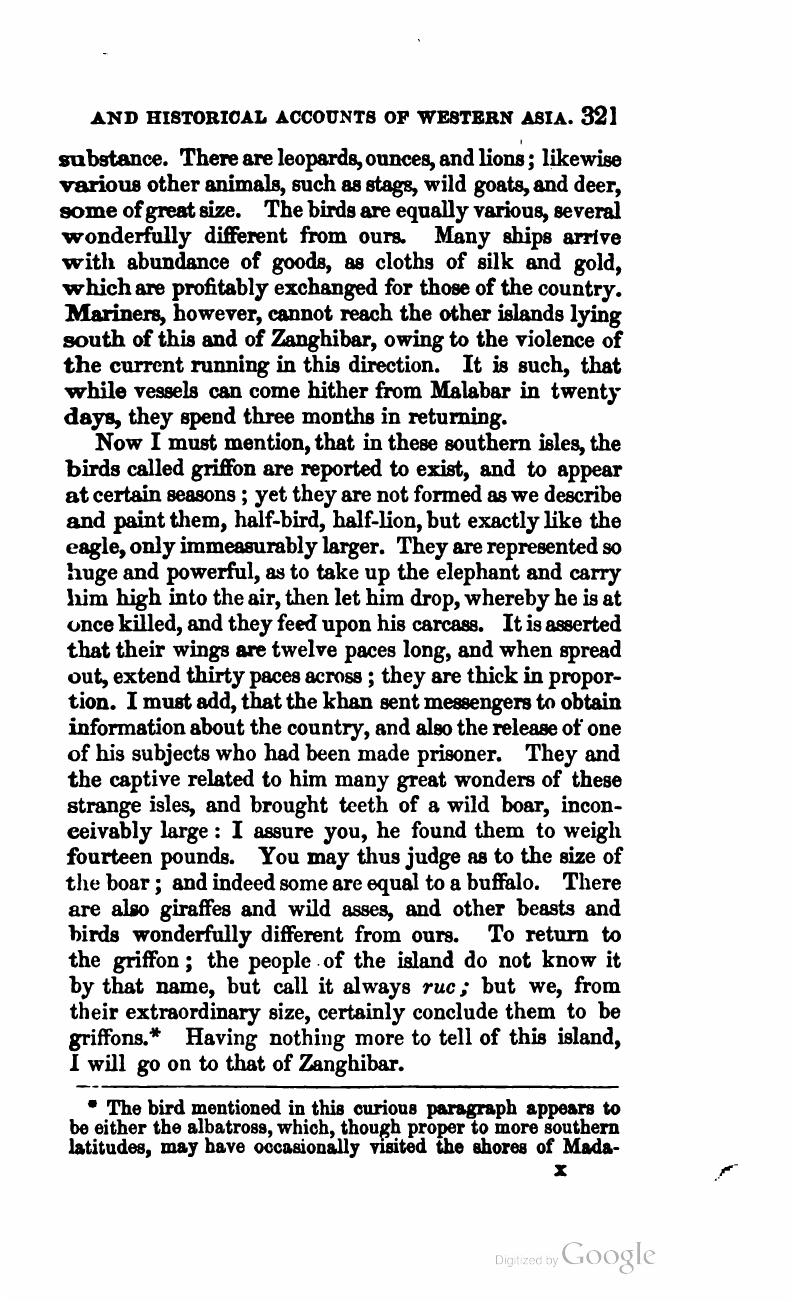 AND HISTORICAL ACCOUNTS OF WESTERN ASIA. 321
substance. There are leopards, ounces, and lions; likewise
various other animals, such as stags, wild goats, and deer,
some of great size. The birds are equally various, several
wonderfully different from ours. Many ships arrive
with abundance of goods, as cloths of silk and gold,
which are profitably exchanged for those of the country.
Mariners, however, cannot reach the other islands lying
south of this and of Zanghibar, owing to the violence of
the current running in this direction. It is such, that
while vessels can come hither from Malabar in twenty
days, they spend three months in returning.
Now I must mention, that in these southern isles, the
birds called griffon are reported to exist, and to appear
at certain seasons; yet they are not formed as we describe
and paint them, half-bird, half-lion, but exactly like the
eagle, only immeasurably larger. They are represented so
huge and powerful, as to take up the elephant and carry
him high into the air, then let him drop, whereby he is at
once killed, and they feed upon his carcass. It is asserted
that their wings are twelve paces long, and when spread
out, extend thirty paces across; they are thick in propor-
tion. I must add, that the khan sent messengers to obtain
information about the country, and also the release of one
of his subjects who had been made prisoner. They and
the captive related to him many great wonders of these
strange isles, and brought teeth of a wild boar, incon-
ceivably large: I assure you, he found them to weigh
fourteen pounds. You may thus judge as to the size of
the boar; and indeed some are equal to a buffalo. There
are also giraffes and wild asses, and other beasts and
birds wonderfully different from ours. To return to
the griffon; the people of the island do not know it
by that name, but call it always ruc; but we, from
their extraordinary size, certainly conclude them to be
griffons.* Having nothing more to tell of this island,
I will go on to that of Zanghibar.
* The bird mentioned in this curious paragraph appears to
be either the albatross, which, though proper to more southern
latitudes, may have occasionally visited the shores of Mada-
X
Digitized by Google